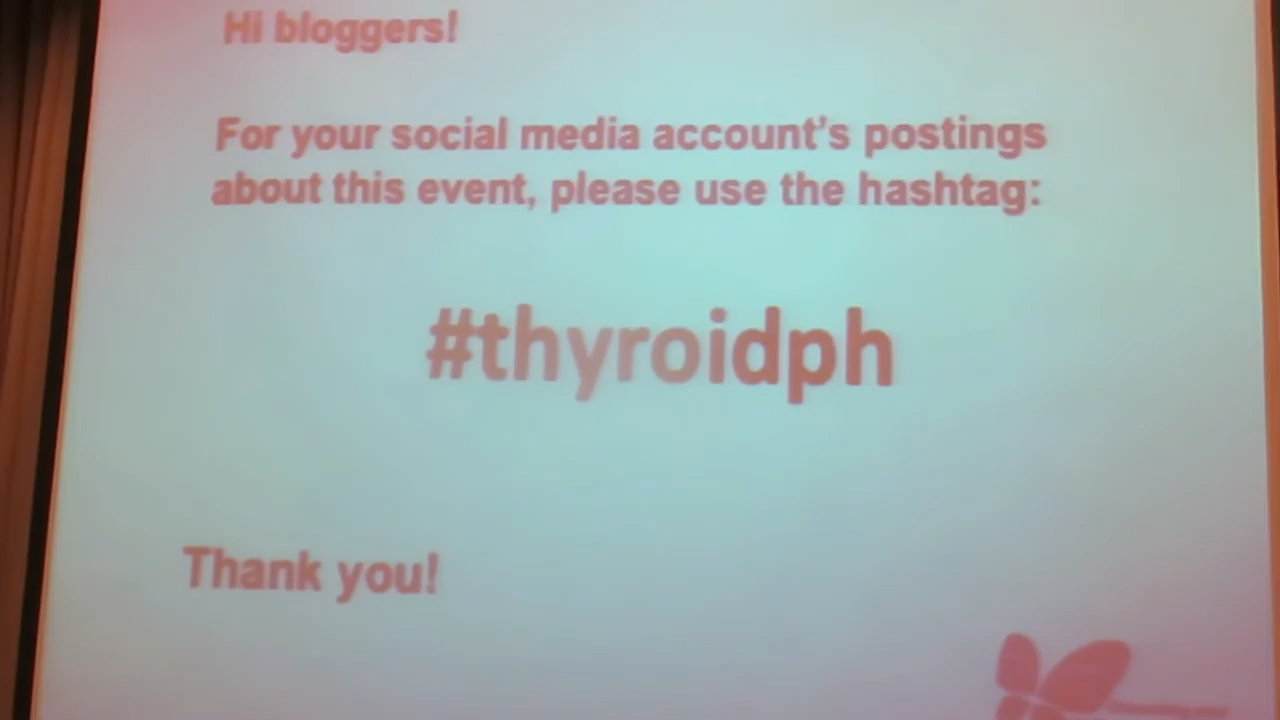 Hi bloggers!
For your social media account's postings
about this event, please use the hashtag:
#thyroidph
Thank you!